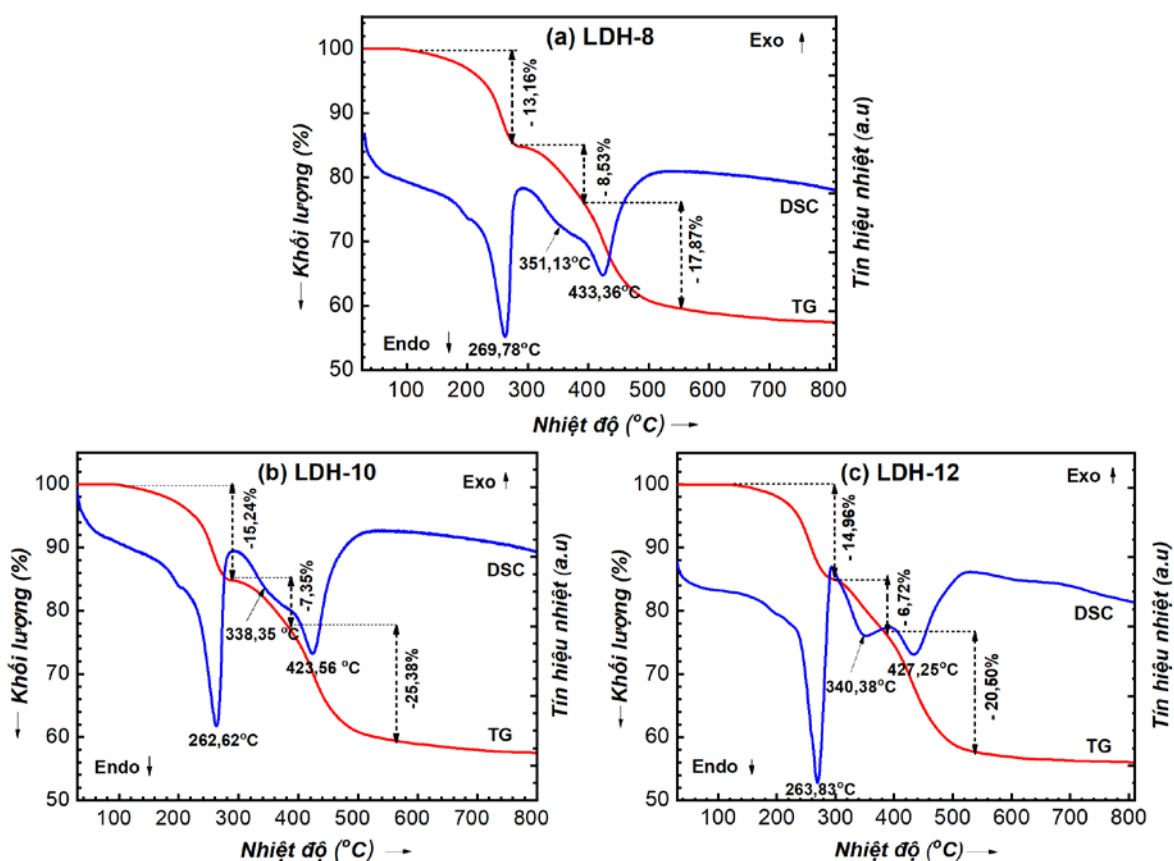 (a) LDH-8
Exo ↑
100
90
80
70
60
50
← Khối lượng (%)
- 13,16%
- 8,53%
- 17,87%
DSC
TG
351,13°C
433,36°C
269,78°C
Endo ↓
Tín hiệu nhiệt (a.u)
100 200 300 400 500 600 700 800
Nhiệt độ (°C) →
(b) LDH-10
Exo ↑
100
90
80
70
60
50
← Khối lượng (%)
-15,24%
-7,35%
-25,38%
DSC
TG
338,35 °C
423,56 °C
262,62°C
Endo ↓
Tín hiệu nhiệt (a.u)
100 200 300 400 500 600 700 800
Nhiệt độ (°C) →
(c) LDH-12
Exo ↑
100
90
80
70
60
50
← Khối lượng (%)
- 14,96%
- 6,72%
- 20,50%
DSC
TG
340,38°C
427,25°C
263,83°C
Endo ↓
Tín hiệu nhiệt (a.u)
100 200 300 400 500 600 700 800
Nhiệt độ (°C) →